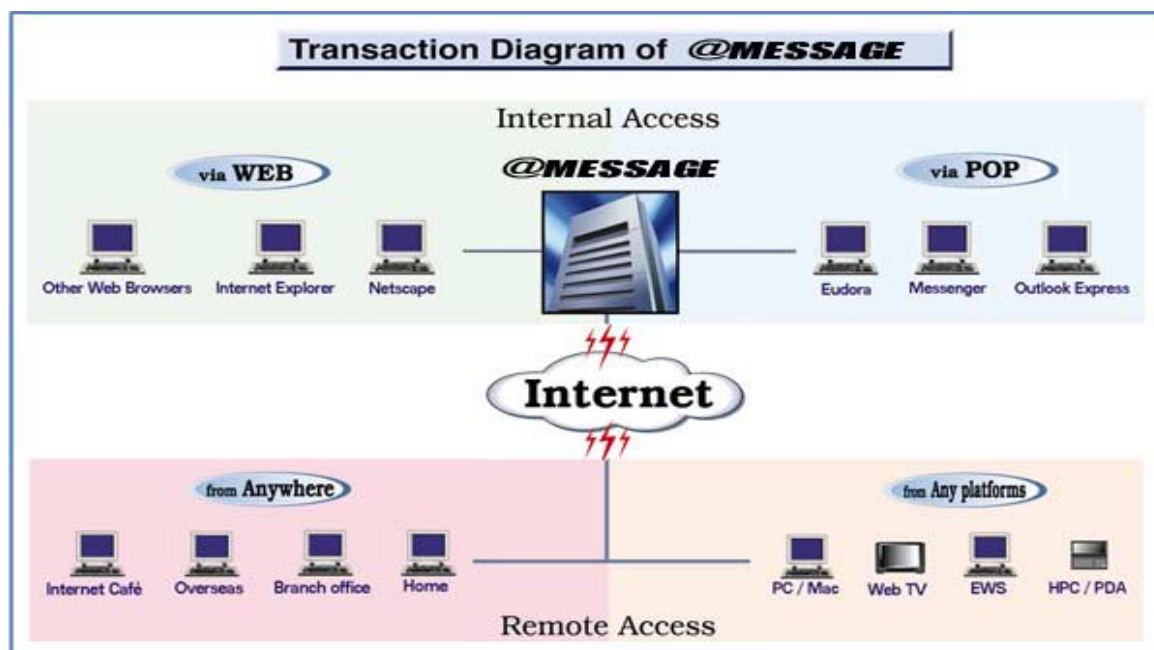 Transaction Diagram of @MESSAGE
Internal Access
via WEB
@MESSAGE
via POP
Other Web Browsers
Internet Explorer
Netscape
Eudora
Messenger
Outlook Express
Internet
from Anywhere
from Any platforms
Internet Café
Overseas
Branch office
Home
PC / Mac
Web TV
EWS
HPC / PDA
Remote Access